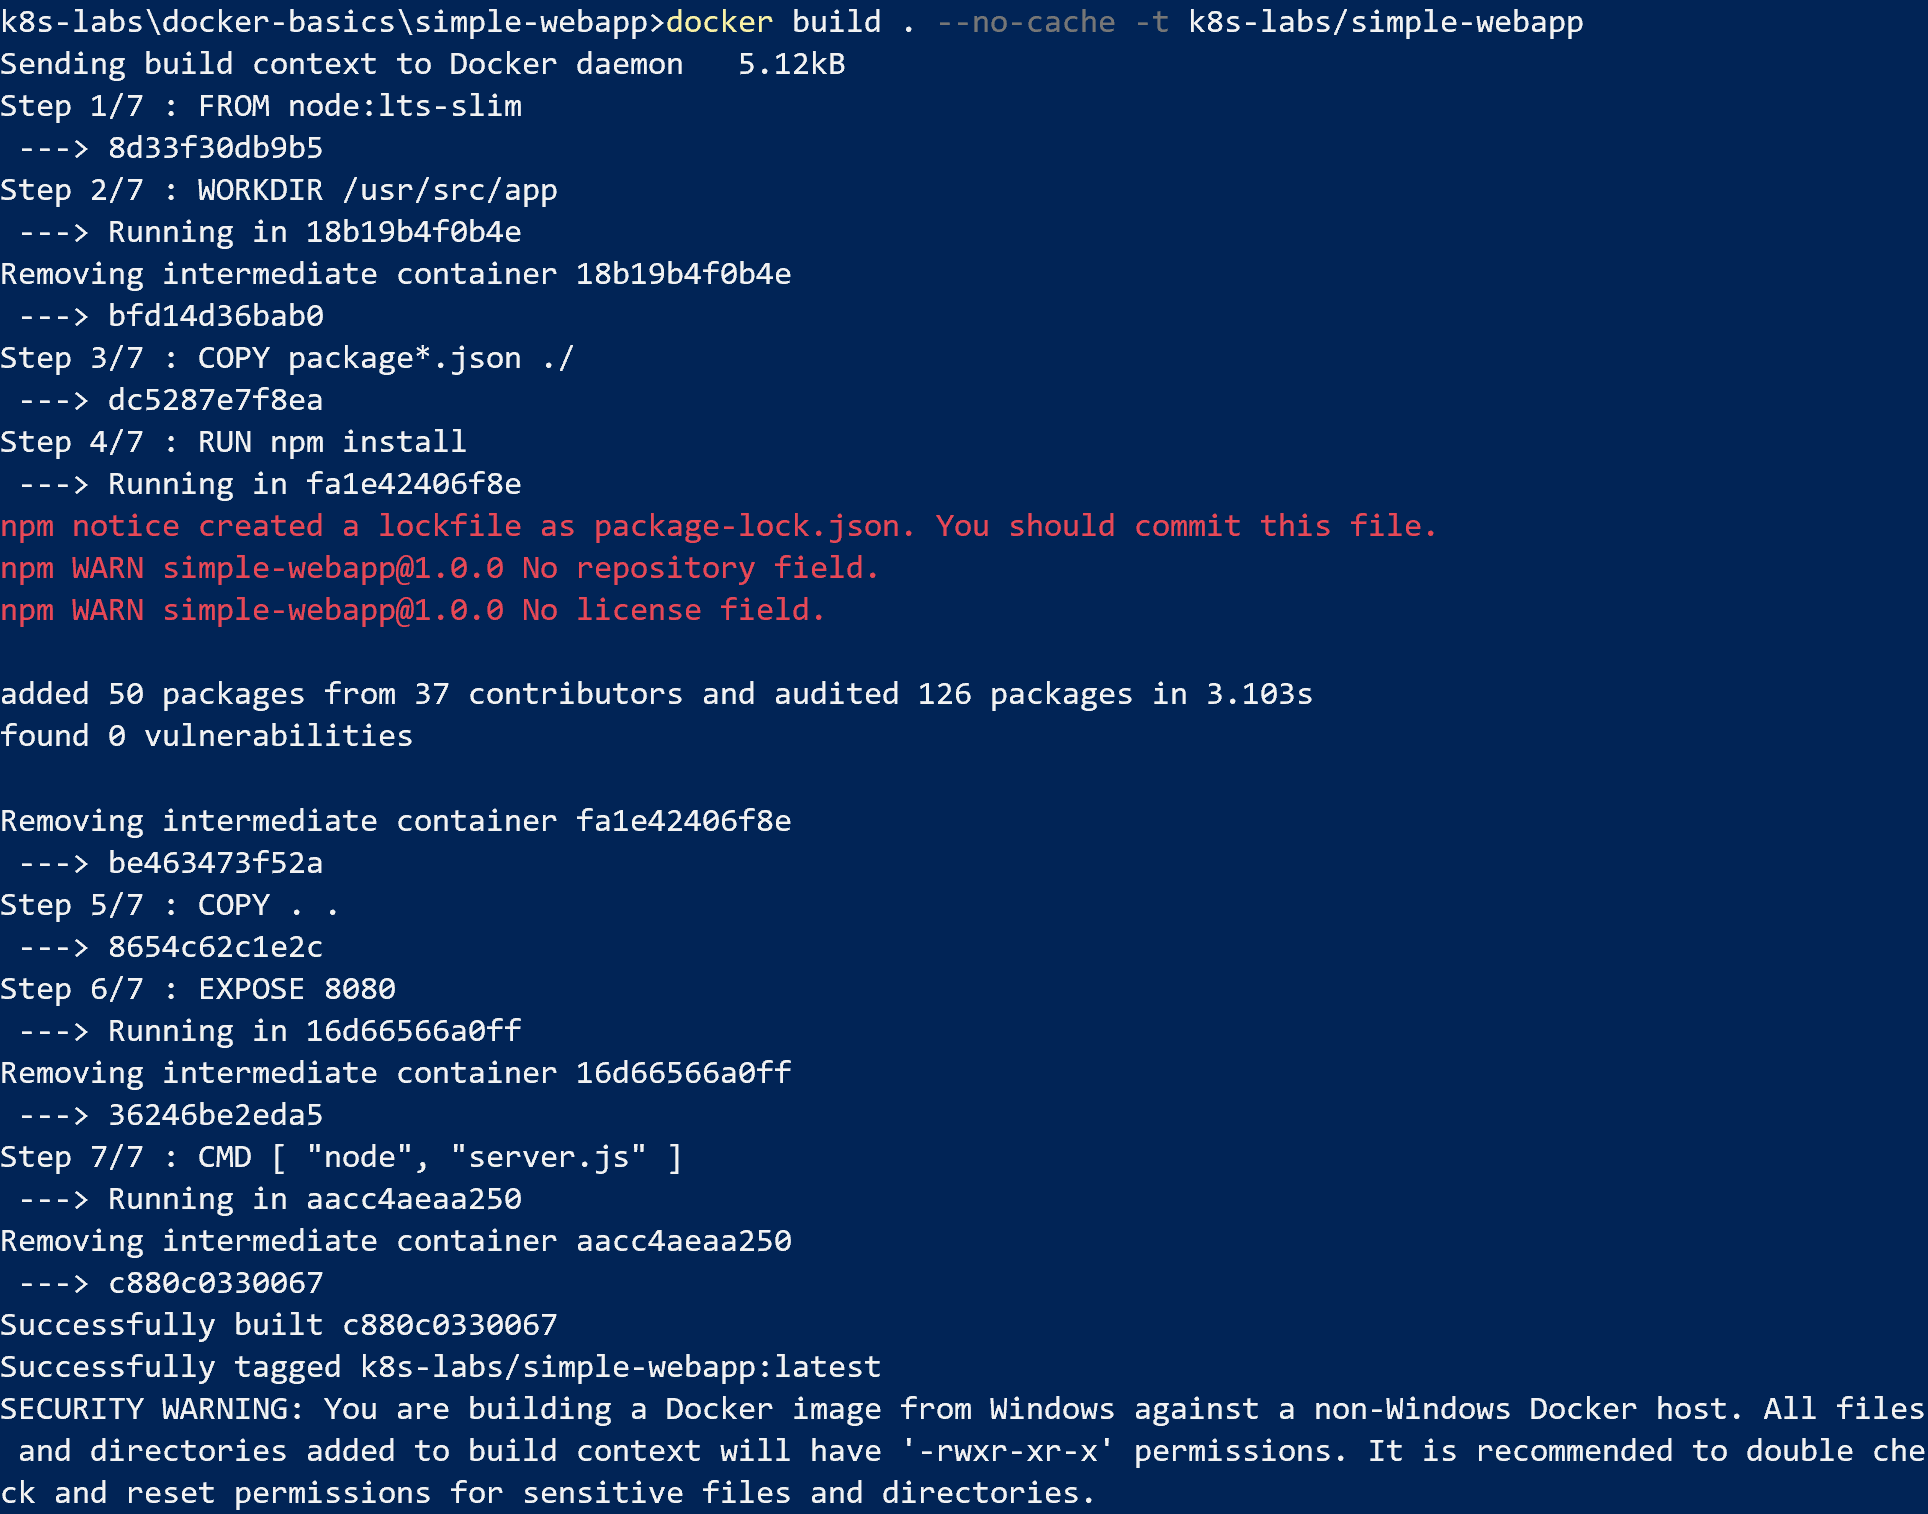 k8s-labs\docker-basics\simple-webapp>docker build . --no-cache -t k8s-labs/simple-webapp
Sending build context to Docker daemon   5.12kB
Step 1/7 : FROM node:lts-slim
 ---> 8d33f30db9b5
Step 2/7 : WORKDIR /usr/src/app
 ---> Running in 18b19b4f0b4e
Removing intermediate container 18b19b4f0b4e
 ---> bfd14d36bab0
Step 3/7 : COPY package*.json ./
 ---> dc5287e7f8ea
Step 4/7 : RUN npm install
 ---> Running in fa1e42406f8e
npm notice created a lockfile as package-lock.json. You should commit this file.
npm WARN simple-webapp@1.0.0 No repository field.
npm WARN simple-webapp@1.0.0 No license field.
added 50 packages from 37 contributors and audited 126 packages in 3.103s
found 0 vulnerabilities
Removing intermediate container fa1e42406f8e
 ---> be463473f52a
Step 5/7 : COPY . .
 ---> 8654c62c1e2c
Step 6/7 : EXPOSE 8080
 ---> Running in 16d66566a0ff
Removing intermediate container 16d66566a0ff
 ---> 36246be2eda5
Step 7/7 : CMD [ "node", "server.js" ]
 ---> Running in aacc4aeaa250
Removing intermediate container aacc4aeaa250
 ---> c880c0330067
Successfully built c880c0330067
Successfully tagged k8s-labs/simple-webapp:latest
SECURITY WARNING: You are building a Docker image from Windows against a non-Windows Docker host. All files
 and directories added to build context will have '-rwxr-xr-x' permissions. It is recommended to double che
ck and reset permissions for sensitive files and directories.